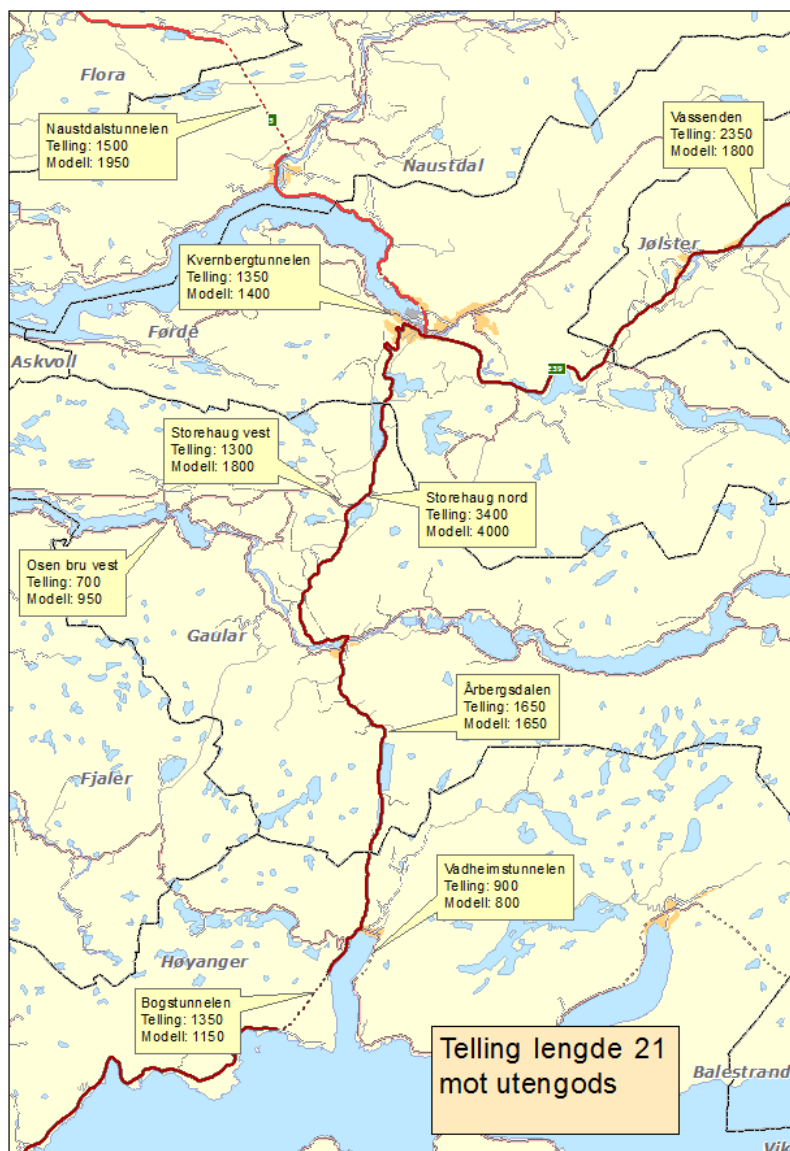 Flora
5
Naustdalstunnelen
Telling: 1500
Modell: 1950
Vassenden
Telling: 2350
Modell: 1800
Naustdal
Jølster
Kvernbergtunnelen
Telling: 1350
Modell: 1400
Førde
Askvoll
E39
Storehaug vest
Telling: 1300
Modell: 1800
Storehaug nord
Telling: 3400
Modell: 4000
Osen bru vest
Telling: 700
Modell: 950
Gaular
Årbergsdalen
Telling: 1650
Modell: 1650
Fjaler
Vadheimstunnelen
Telling: 900
Modell: 800
Høyanger
Bogstunnelen
Telling: 1350
Modell: 1150
Telling lengde 21
mot utengods
Balestrand
Vik